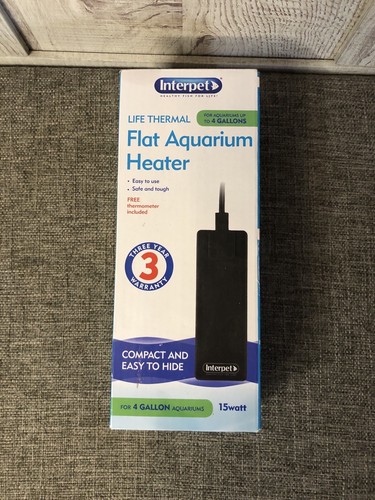 Interpet
HEALTHY FISH FOR LIFE
LIFE THERMAL
FOR AQUARIUMS UP
TO 4 GALLONS
Flat Aquarium
Heater
• Easy to use
• Safe and tough
FREE
thermometer
included
THREE YEAR
3
WARRANTY
COMPACT AND
EASY TO HIDE
Interpet
FOR 4 GALLON AQUARIUMS
15watt